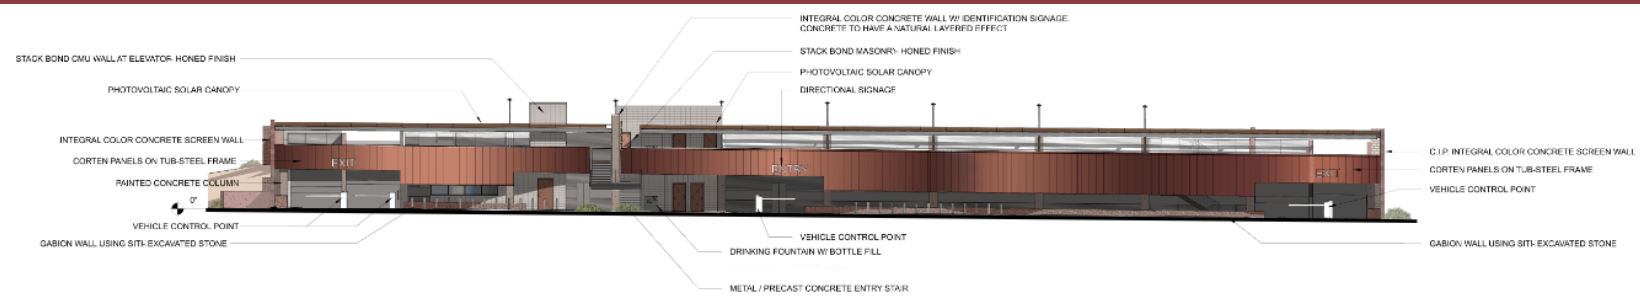 INTEGRAL COLOR CONCRETE WALL W/ IDENTIFICATION SIGNAGE.
CONCRETE TO HAVE A NATURAL LAYERED EFFECT
STACK BOND MASONRY- HONED FINISH
STACK BOND CMU WALL AT ELEVATOR- HONED FINISH
PHOTOVOLTAIC SOLAR CANOPY
PHOTOVOLTAIC SOLAR CANOPY
DIRECTIONAL SIGNAGE
INTEGRAL COLOR CONCRETE SCREEN WALL
C.I.P. INTEGRAL COLOR CONCRETE SCREEN WALL
CORTEN PANELS ON TUB-STEEL FRAME
EXIT
ENTRY
EXIT
CORTEN PANELS ON TUB-STEEL FRAME
PAINTED CONCRETE COLUMN
VEHICLE CONTROL POINT
0"
VEHICLE CONTROL POINT
VEHICLE CONTROL POINT
GABION WALL USING SITE- EXCAVATED STONE
GABION WALL USING SITE- EXCAVATED STONE
DRINKING FOUNTAIN W/ BOTTLE FILL
METAL / PRECAST CONCRETE ENTRY STAIR